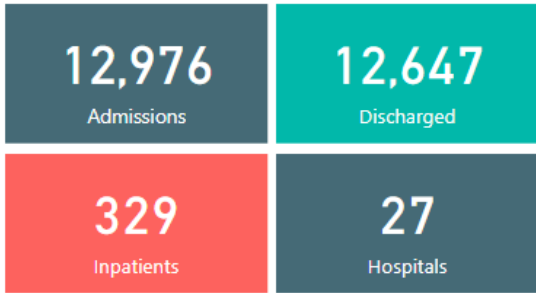 12,976
Admissions
12,647
Discharged
329
Inpatients
27
Hospitals